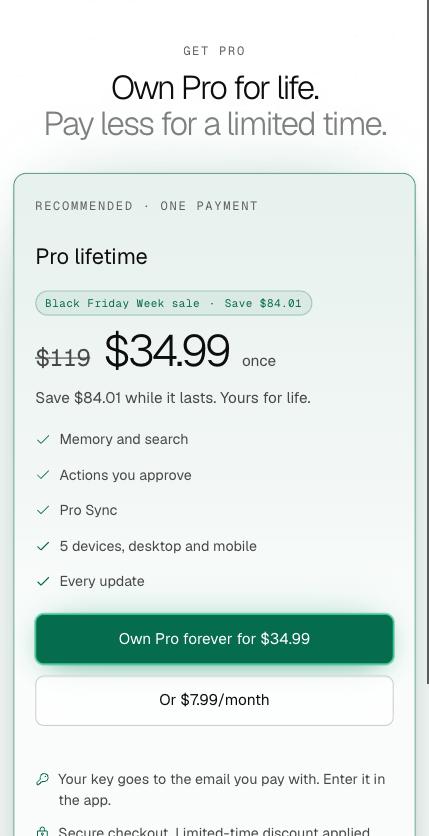 GET PRO
Own Pro for life.
Pay less for a limited time.
RECOMMENDED · ONE PAYMENT
Pro lifetime
Black Friday Week sale · Save $84.01
$119 $34.99 once
Save $84.01 while it lasts. Yours for life.
Memory and search
Actions you approve
Pro Sync
5 devices, desktop and mobile
Every update
Own Pro forever for $34.99
Or $7.99/month
Your key goes to the email you pay with. Enter it in
the app.
Secure checkout. Limited-time discount applied